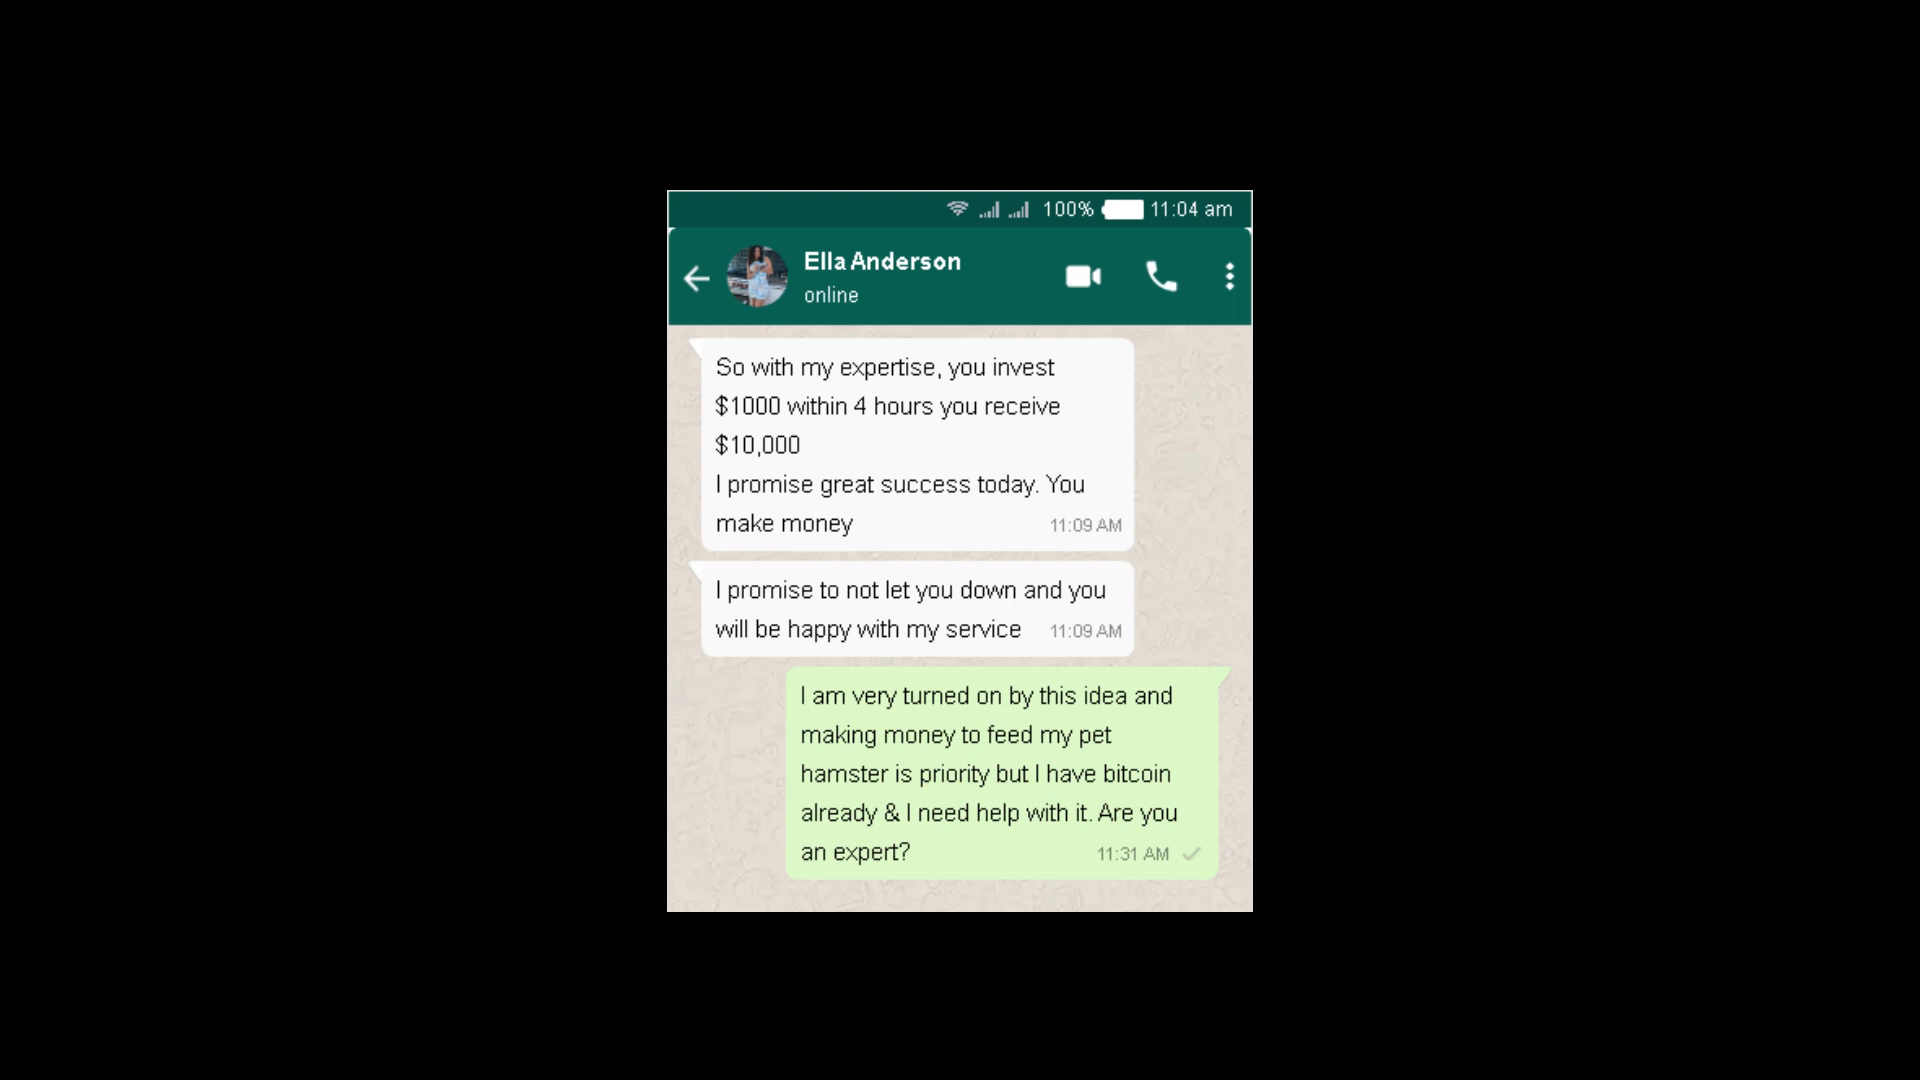 100% 11:04 am
Ella Anderson
online
So with my expertise, you invest
$1000 within 4 hours you receive
$10,000
I promise great success today. You
make money 11:09 AM
I promise to not let you down and you
will be happy with my service 11:09 AM
I am very turned on by this idea and
making money to feed my pet
hamster is priority but I have bitcoin
already & I need help with it. Are you
an expert? 11:31 AM